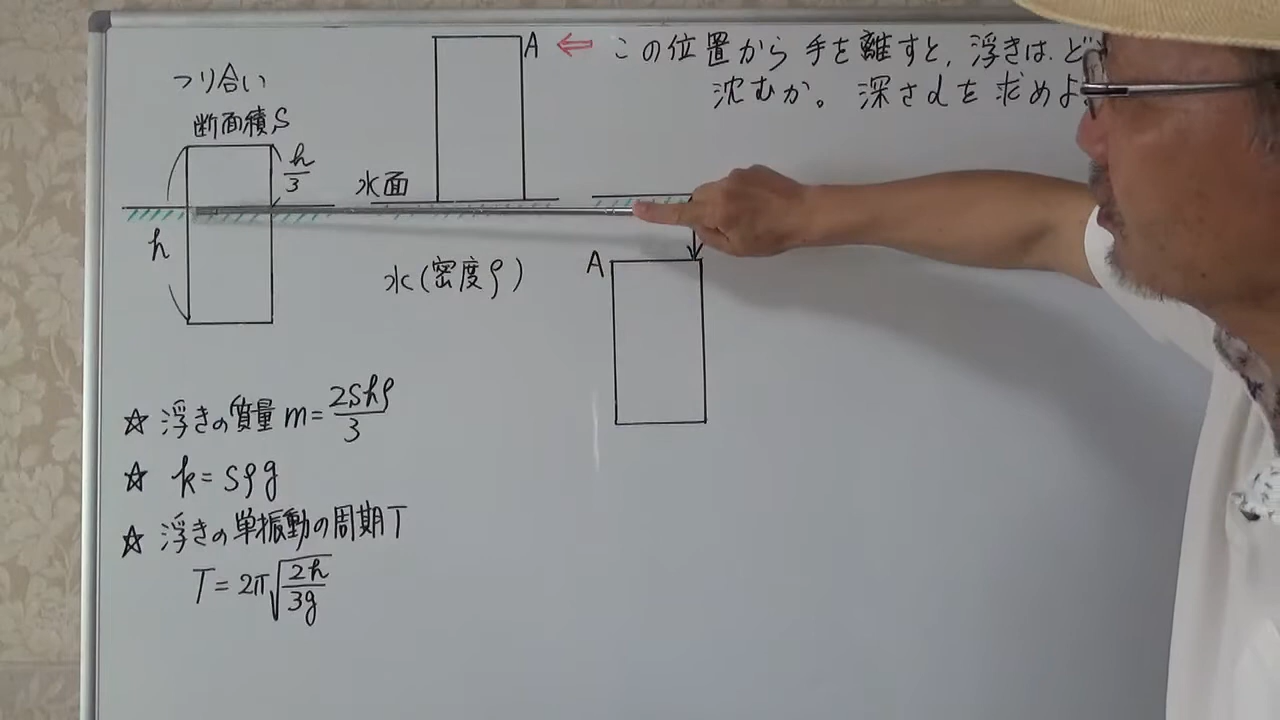 つり合い
断面積S
h/3
h
水面
A
⇐ この位置から手を離すと, 浮きは, ど
沈むか。 深さdを求めよ
水(密度ρ)
A
☆ 浮きの質量 m=2Shρ/3
☆ k=Sρg
☆ 浮きの単振動の周期T
T=2π√(2h/3g)